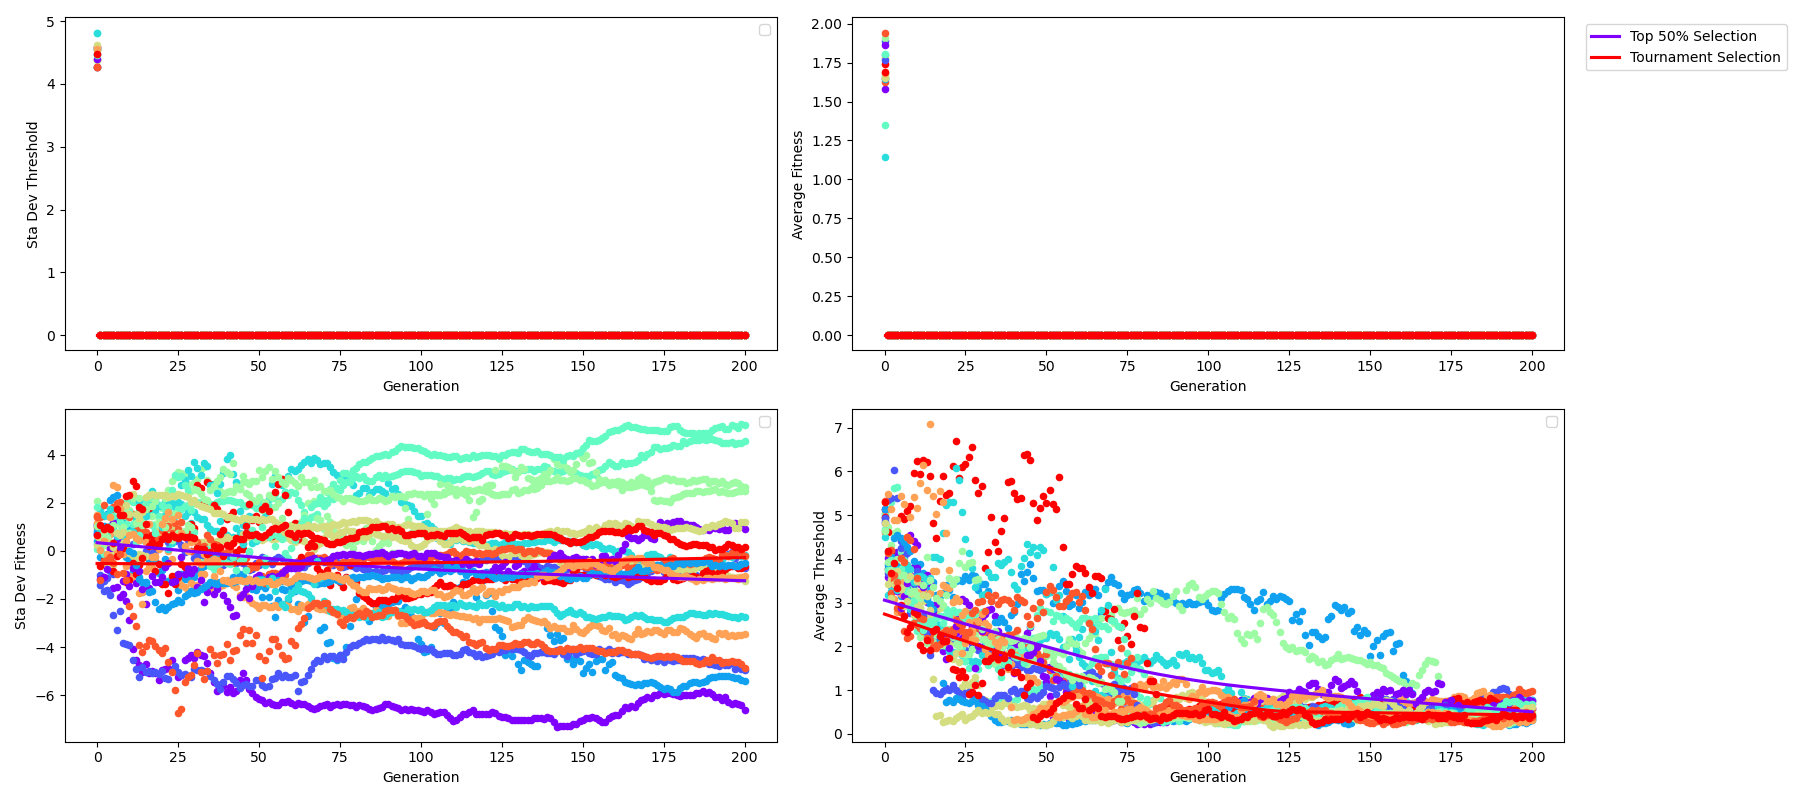 Sta Dev Threshold
5
4
3
2
1
0
0 25 50 75 100 125 150 175 200
Generation
Average Fitness
2.00
1.75
1.50
1.25
1.00
0.75
0.50
0.25
0.00
0 25 50 75 100 125 150 175 200
Generation
Top 50% Selection
Tournament Selection
Sta Dev Fitness
4
2
0
−2
−4
−6
0 25 50 75 100 125 150 175 200
Generation
Average Threshold
7
6
5
4
3
2
1
0
0 25 50 75 100 125 150 175 200
Generation